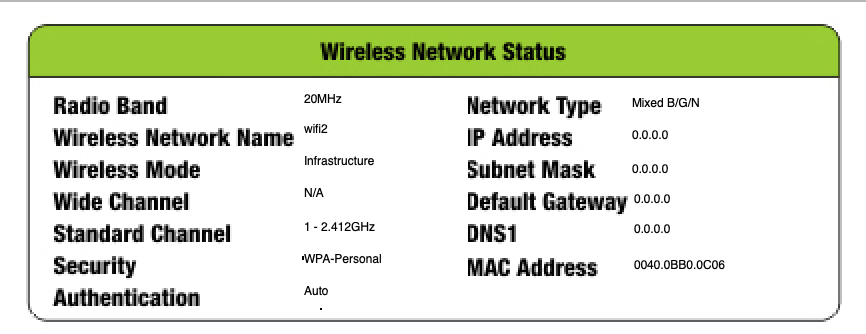 Wireless Network Status
Radio Band 20MHz
Wireless Network Name wifi2
Wireless Mode Infrastructure
Wide Channel N/A
Standard Channel 1 - 2.412GHz
Security WPA-Personal
Authentication Auto
Network Type Mixed B/G/N
IP Address 0.0.0.0
Subnet Mask 0.0.0.0
Default Gateway 0.0.0.0
DNS1 0.0.0.0
MAC Address 0040.0BB0.0C06